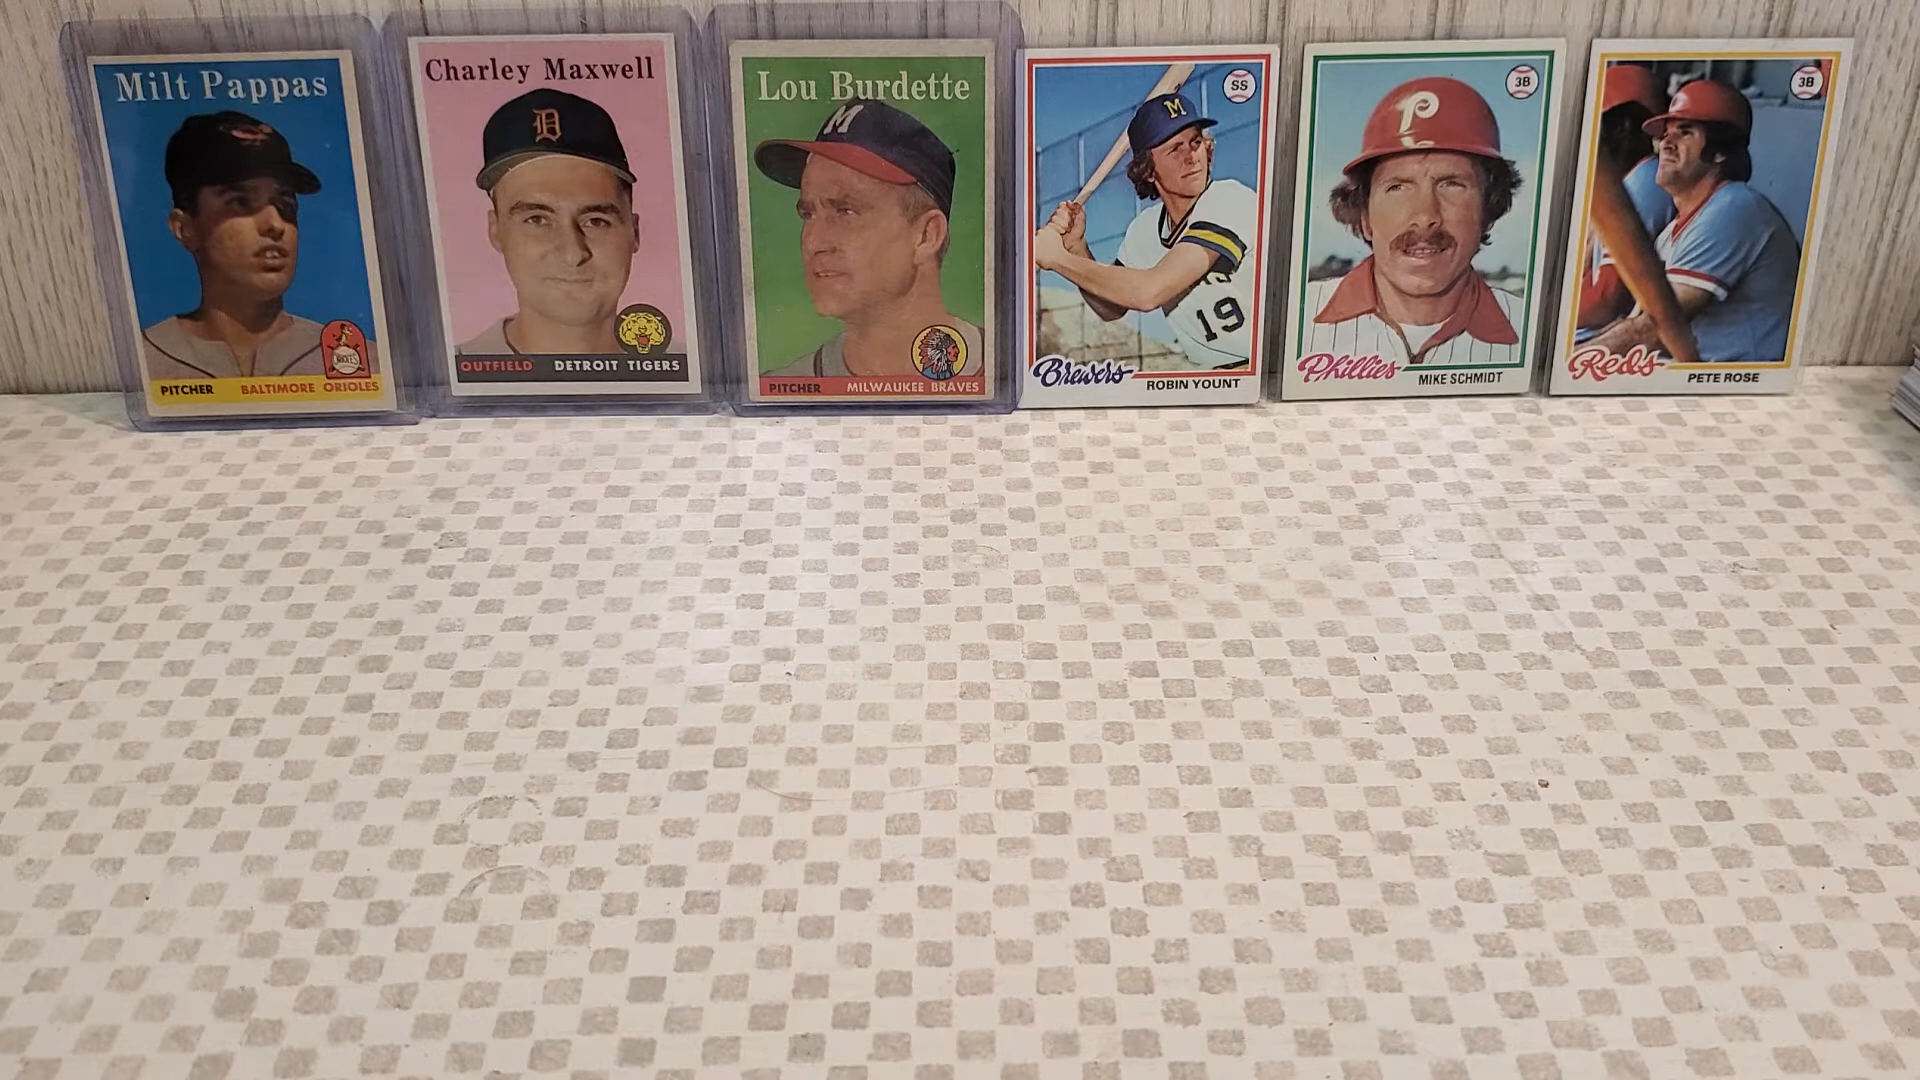 Milt Pappas
PITCHER BALTIMORE ORIOLES
Charley Maxwell
D
OUTFIELD DETROIT TIGERS
Lou Burdette
M
PITCHER MILWAUKEE BRAVES
SS
M
19
Brewers
ROBIN YOUNT
3B
P
Phillies
MIKE SCHMIDT
3B
Reds
PETE ROSE